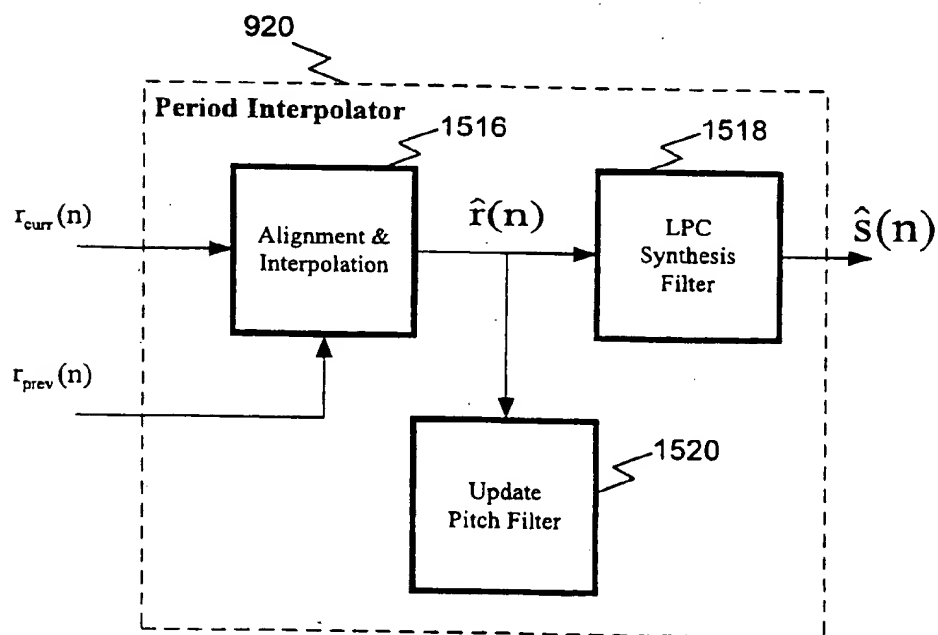 920
Period Interpolator
1516
1518
r_curr(n)
Alignment &
Interpolation
r̂(n)
LPC
Synthesis
Filter
ŝ(n)
r_prev(n)
1520
Update
Pitch Filter